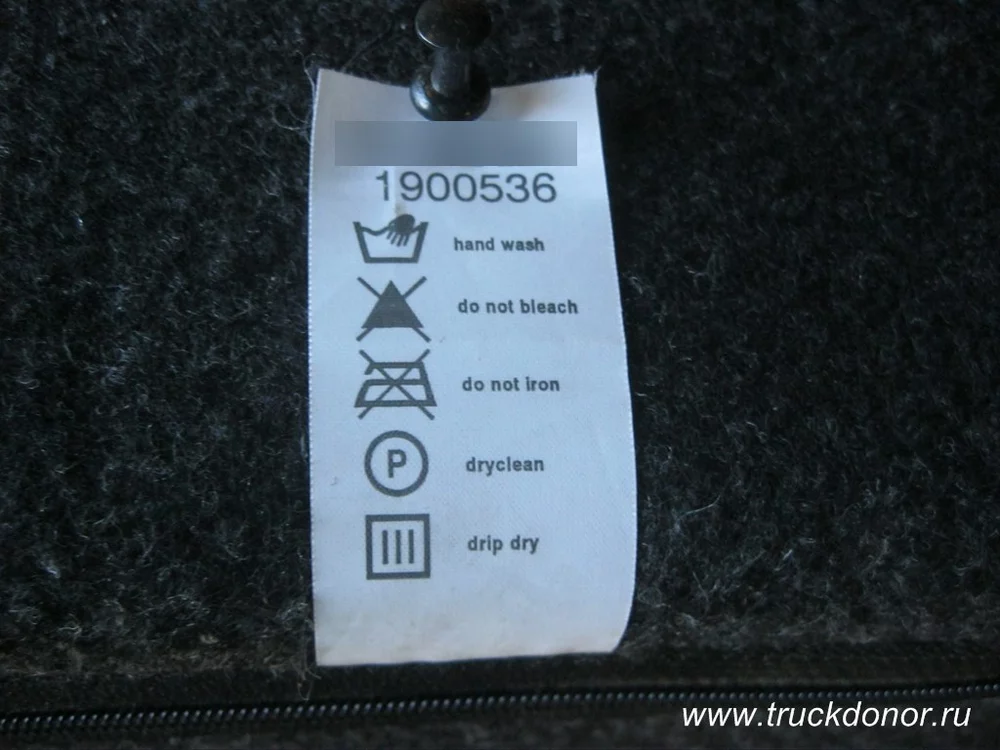 1900536
hand wash
do not bleach
do not iron
P
dryclean
drip dry
www.truckdonor.ru